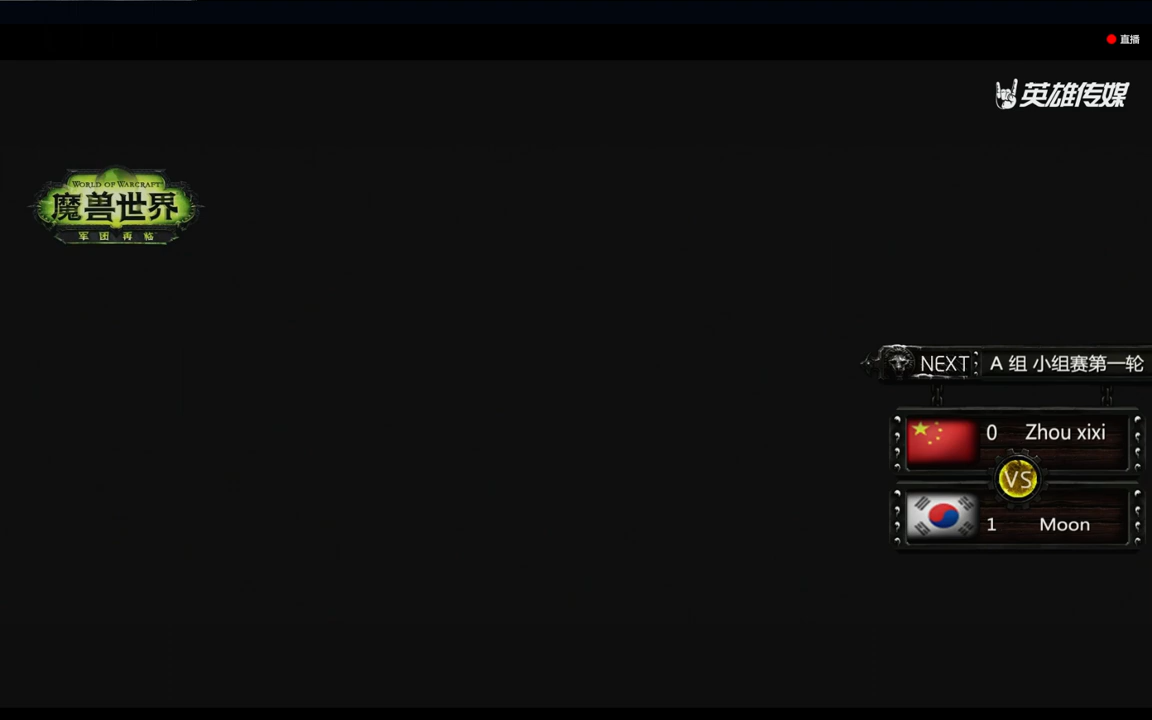 直播
英雄传媒
WORLD OF WARCRAFT
魔兽世界
军团再临
NEXT: A 组 小组赛第一轮
0 Zhou xixi
VS
1 Moon